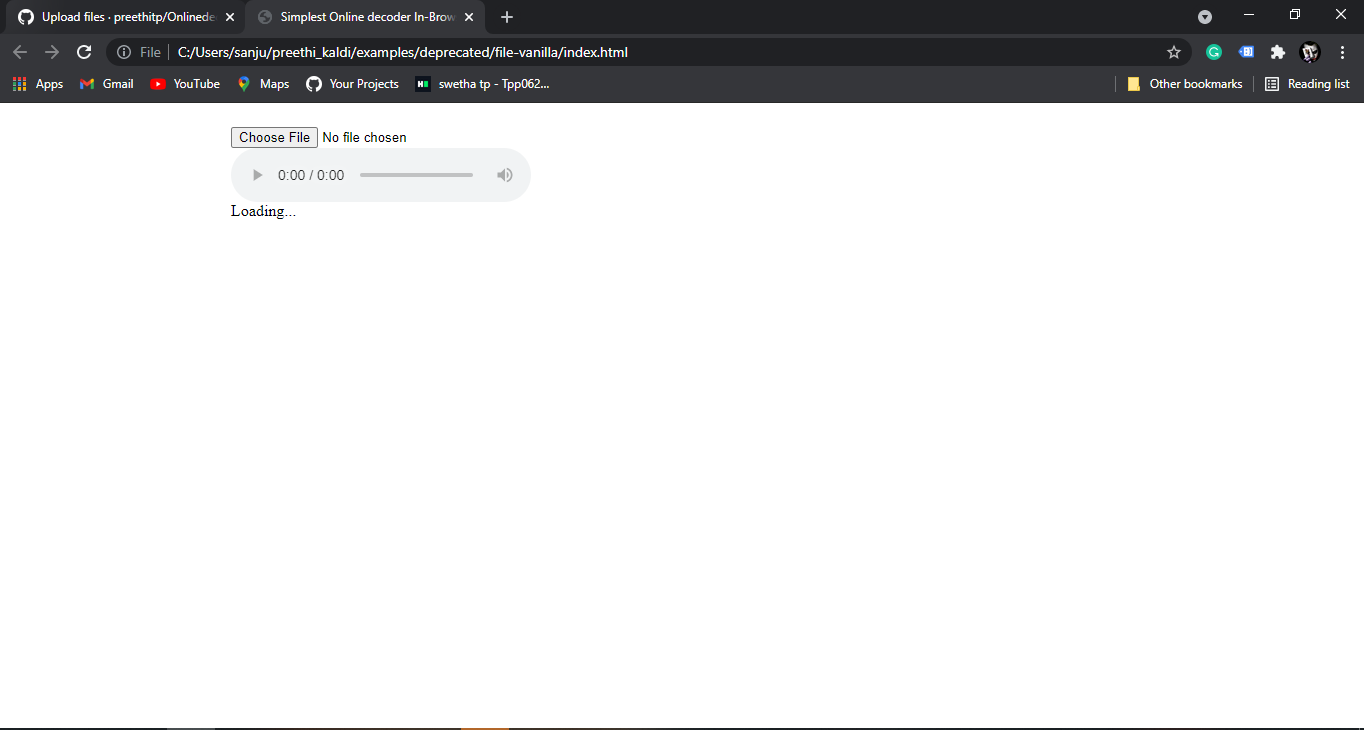 Upload files · preethitp/Onlinede
Simplest Online decoder In-Brow
File
C:/Users/sanju/preethi_kaldi/examples/deprecated/file-vanilla/index.html
Apps
Gmail
YouTube
Maps
Your Projects
swetha tp - Tpp062...
Other bookmarks
Reading list
Choose File No file chosen
0:00 / 0:00
Loading...